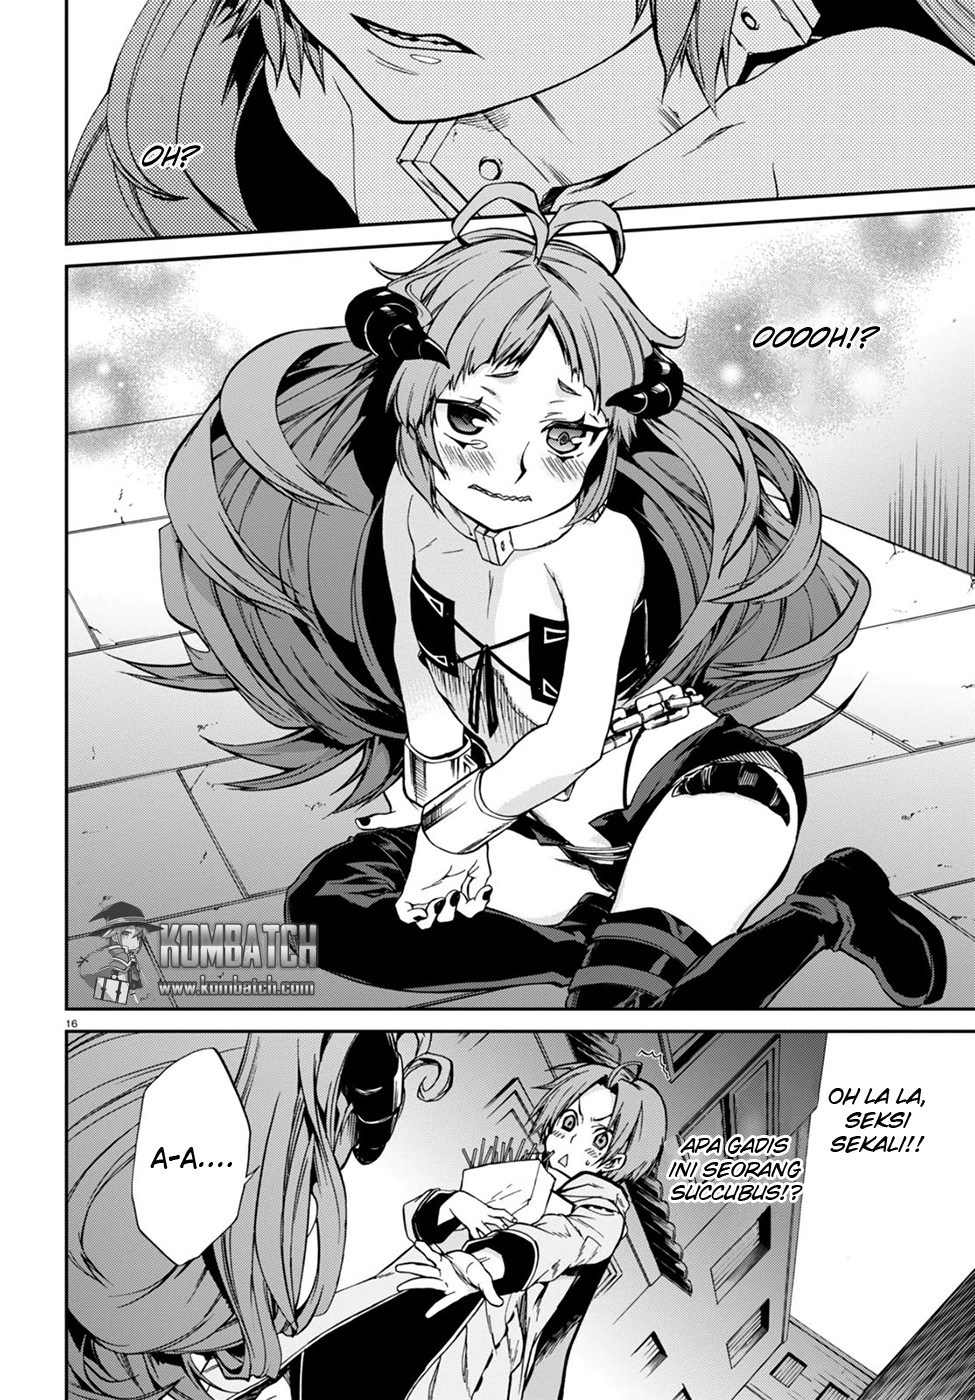 OH?
OOOOH!?
KOMBATCH
www.kombatch.com
16
OH LA LA,
SEKSI
SEKALI!!!
APA GADIS
INI SEORANG
SUCCUBUS!?
A-A....